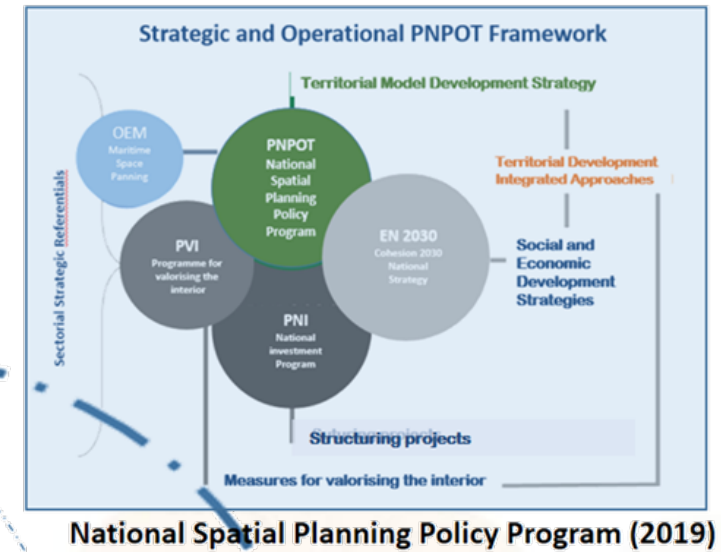 Strategic and Operational PNPOT Framework
Territorial Model Development Strategy
OEM
Maritime
Space
Panning
PNPOT
National
Spatial
Planning
Policy
Program
Territorial Development
Integrated Approaches
Sectorial Strategic Referentials
PVI
Programme for
valorising the
interior
EN 2030
Cohesion 2030
National
Strategy
Social and
Economic
Development
Strategies
PNI
National
investment
Program
Structuring projects
Measures for valorising the interior
National Spatial Planning Policy Program (2019)